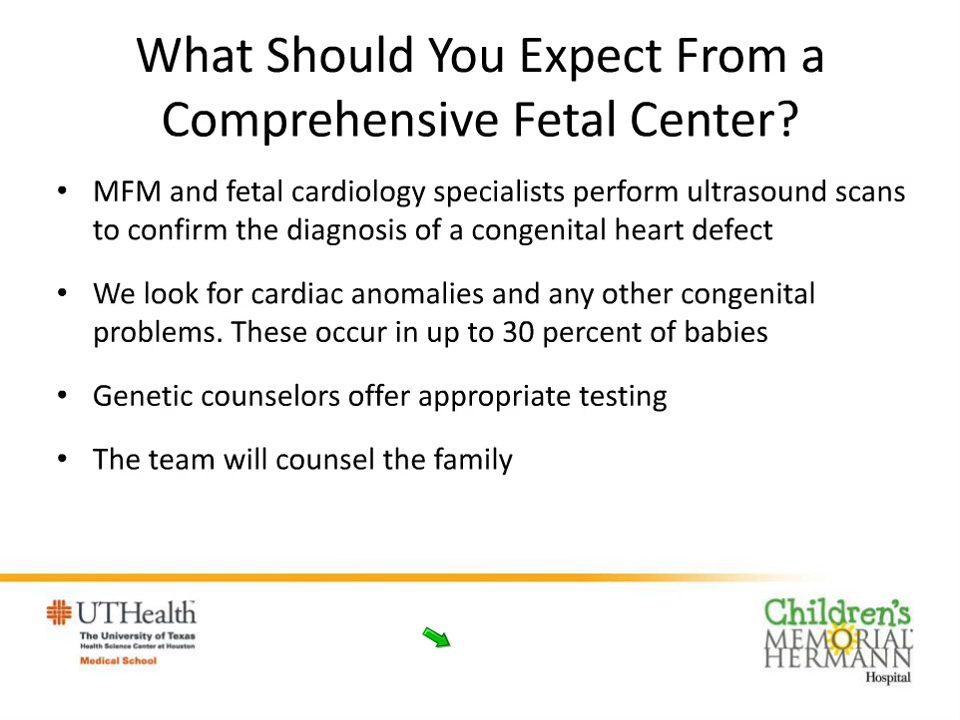 What Should You Expect From a
Comprehensive Fetal Center?
• MFM and fetal cardiology specialists perform ultrasound scans
to confirm the diagnosis of a congenital heart defect
• We look for cardiac anomalies and any other congenital
problems. These occur in up to 30 percent of babies
• Genetic counselors offer appropriate testing
• The team will counsel the family
UTHealth™
The University of Texas
Health Science Center at Houston
Medical School
Children's
MEMORIAL
HERMANN
Hospital